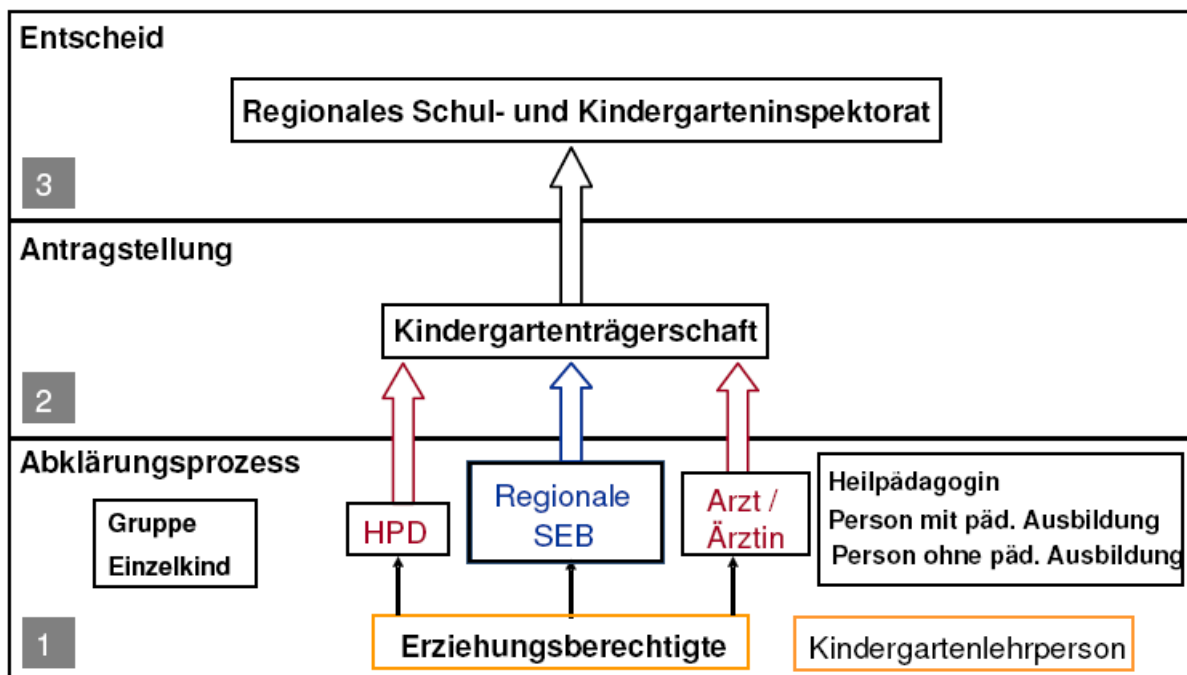 Entscheid
Regionales Schul- und Kindergarteninspektorat
3
Antragstellung
Kindergartenträgerschaft
2
Abklärungsprozess
Gruppe
Einzelkind
HPD
Regionale
SEB
Arzt /
Ärztin
Heilpädagogin
Person mit päd. Ausbildung
Person ohne päd. Ausbildung
1
Erziehungsberechtigte
Kindergartenlehrperson